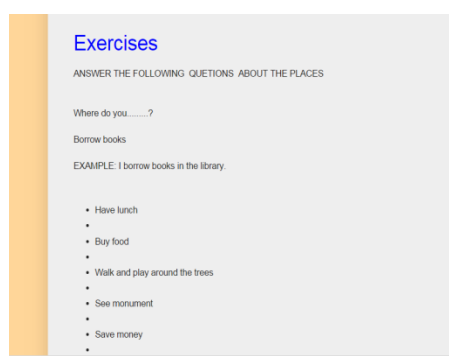 Exercises
ANSWER THE FOLLOWING QUETIONS ABOUT THE PLACES
Where do you.........?
Borrow books
EXAMPLE: I borrow books in the library.
• Have lunch
•
• Buy food
•
• Walk and play around the trees
•
• See monument
•
• Save money
•